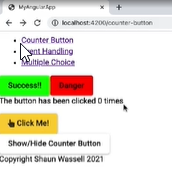 MyAngularApp
localhost:4200/counter-button
Counter Button
Event Handling
Multiple Choice
Success!! Danger
The button has been clicked 0 times
Click Me!
Show/Hide Counter Button
Copyright Shaun Wassell 2021